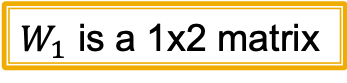 W₁ is a 1x2 matrix